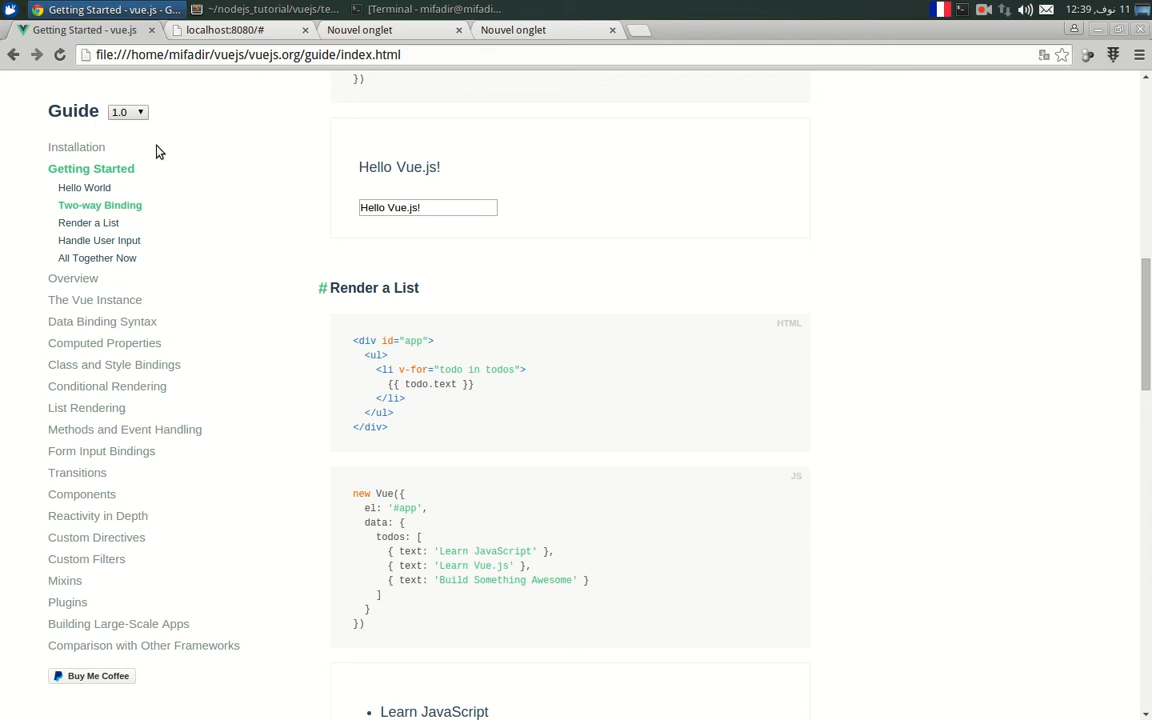 Getting Started - vue.js - G...
~/nodejs_tutorial/vuejs/te...
[Terminal - mifadir@mifadi...
12:39 ,نوف 11
Getting Started - vue.js
localhost:8080/#
Nouvel onglet
Nouvel onglet
file:///home/mifadir/vuejs/vuejs.org/guide/index.html
})
Guide 1.0
Installation
Getting Started
Hello World
Two-way Binding
Render a List
Handle User Input
All Together Now
Overview
The Vue Instance
Data Binding Syntax
Computed Properties
Class and Style Bindings
Conditional Rendering
List Rendering
Methods and Event Handling
Form Input Bindings
Transitions
Components
Reactivity in Depth
Custom Directives
Custom Filters
Mixins
Plugins
Building Large-Scale Apps
Comparison with Other Frameworks
Buy Me Coffee
Hello Vue.js!
Hello Vue.js!
# Render a List
HTML
<div id="app">
<ul>
<li v-for="todo in todos">
{{ todo.text }}
</li>
</ul>
</div>
JS
new Vue({
el: '#app',
data: {
todos: [
{ text: 'Learn JavaScript' },
{ text: 'Learn Vue.js' },
{ text: 'Build Something Awesome' }
]
}
})
• Learn JavaScript